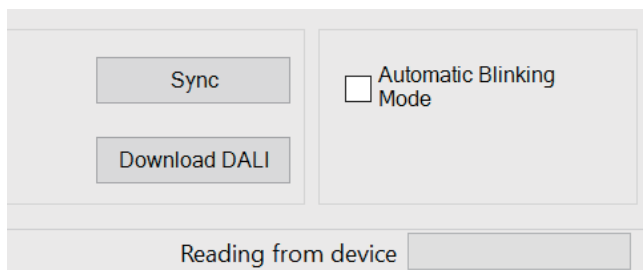 Sync
Automatic Blinking
Mode
Download DALI
Reading from device